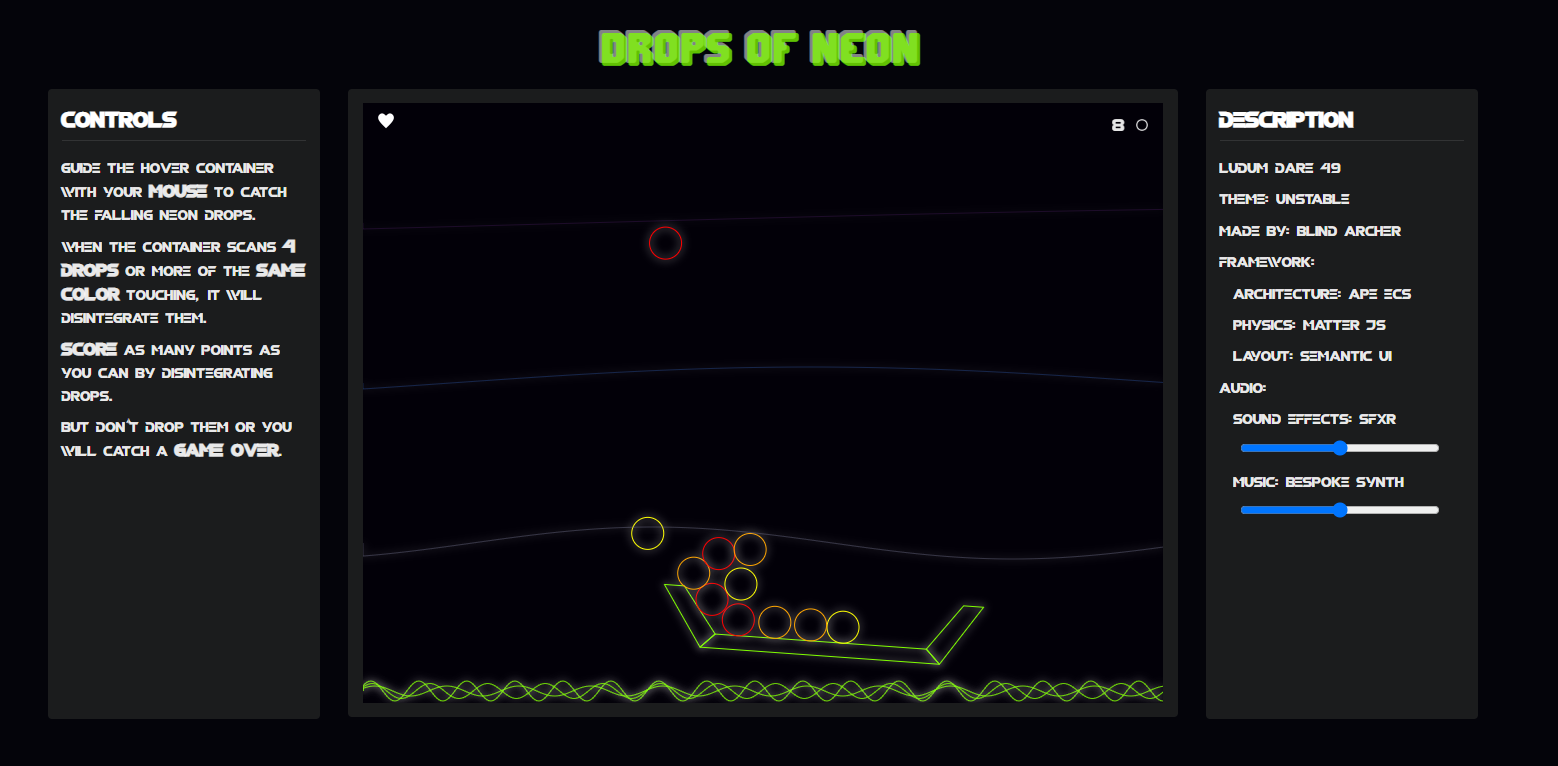 DROPS OF NEON
CONTROLS
GUIDE THE HOVER CONTAINER
WITH YOUR MOUSE TO CATCH
THE FALLING NEON DROPS.
WHEN THE CONTAINER SCANS 4
DROPS OR MORE OF THE SAME
COLOR TOUCHING, IT WILL
DISINTEGRATE THEM.
SCORE AS MANY POINTS AS
YOU CAN BY DISINTEGRATING
DROPS.
BUT DON'T DROP THEM OR YOU
WILL CATCH A GAME OVER.
8
DESCRIPTION
LUDUM DARE 49
THEME: UNSTABLE
MADE BY: BLIND ARCHER
FRAMEWORK:
ARCHITECTURE: APE ECS
PHYSICS: MATTER JS
LAYOUT: SEMANTIC UI
AUDIO:
SOUND EFFECTS: SFXR
MUSIC: BESPOKE SYNTH